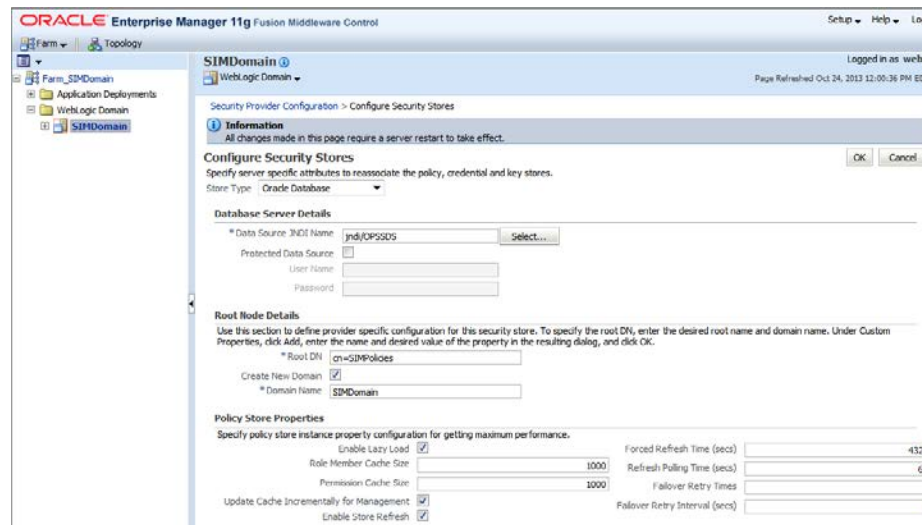 ORACLE Enterprise Manager 11g Fusion Middleware Control
Setup Help Lo
Farm Topology
SIMDomain
Logged in as web
WebLogic Domain
Page Refreshed Oct 24, 2013 12:00:36 PM E
Farm_SIMDomain
Application Deployments
WebLogic Domain
SIMDomain
Security Provider Configuration > Configure Security Stores
Information
All changes made in this page require a server restart to take effect.
Configure Security Stores
OK Cancel
Specify server specific attributes to reassociate the policy, credential and key stores.
Store Type Oracle Database
Database Server Details
* Data Source JNDI Name jndi/OPSSDS Select...
Protected Data Source
User Name
Password
Root Node Details
Use this section to define provider specific configuration for this security store. To specify the root DN, enter the desired root name and domain name. Under Custom
Properties, click Add, enter the name and desired value of the property in the resulting dialog, and click OK.
* Root DN cn=SIMPolicies
Create New Domain
* Domain Name SIMDomain
Policy Store Properties
Specify policy store instance property configuration for getting maximum performance.
Enable Lazy Load Forced Refresh Time (secs) 432
Role Member Cache Size 1000 Refresh Polling Time (secs) 6
Permission Cache Size 1000 Failover Retry Times
Update Cache Incrementally for Management Failover Retry Interval (secs)
Enable Store Refresh